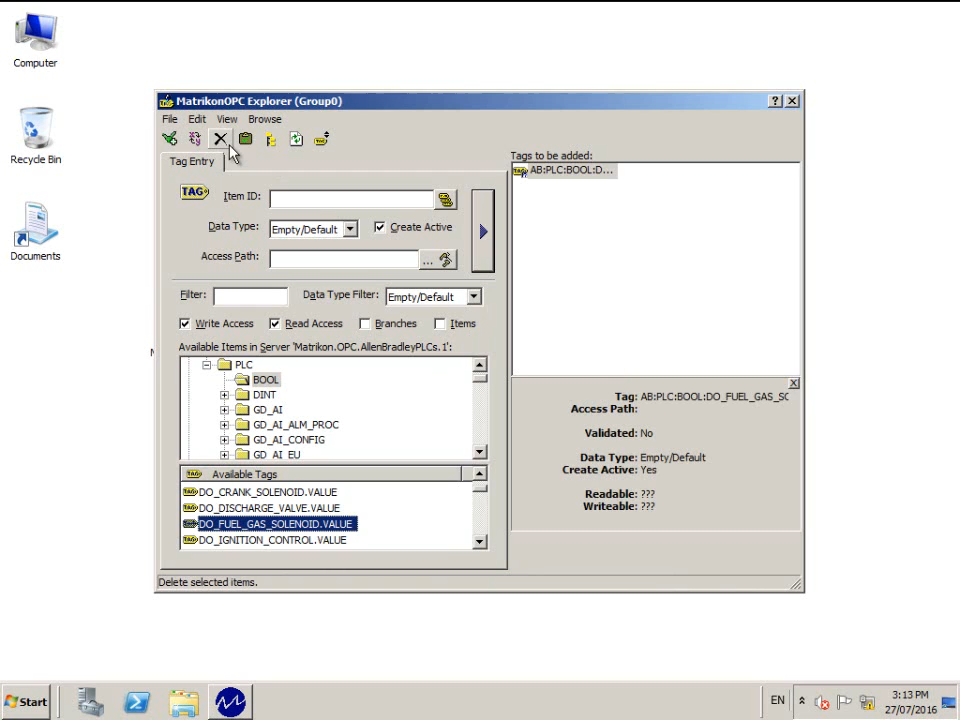 Computer
Recycle Bin
Documents
MatrikonOPC Explorer (Group0)
File Edit View Browse
Tag Entry
TAG
Item ID:
Data Type: Empty/Default
Create Active
Access Path:
...
Filter:
Data Type Filter: Empty/Default
Write Access
Read Access
Branches
Items
Available Items in Server 'Matrikon.OPC.AllenBradleyPLCs.1':
PLC
BOOL
DINT
GD_AI
GD_AI_ALM_PROC
GD_AI_CONFIG
GD_AI_EU
Available Tags
DO_CRANK_SOLENOID.VALUE
DO_DISCHARGE_VALVE.VALUE
DO_FUEL_GAS_SOLENOID.VALUE
DO_IGNITION_CONTROL.VALUE
Tags to be added:
AB:PLC:BOOL:D...
Tag: AB:PLC:BOOL:DO_FUEL_GAS_SO
Access Path:
Validated: No
Data Type: Empty/Default
Create Active: Yes
Readable: ???
Writeable: ???
Delete selected items.
Start
EN
3:13 PM
27/07/2016